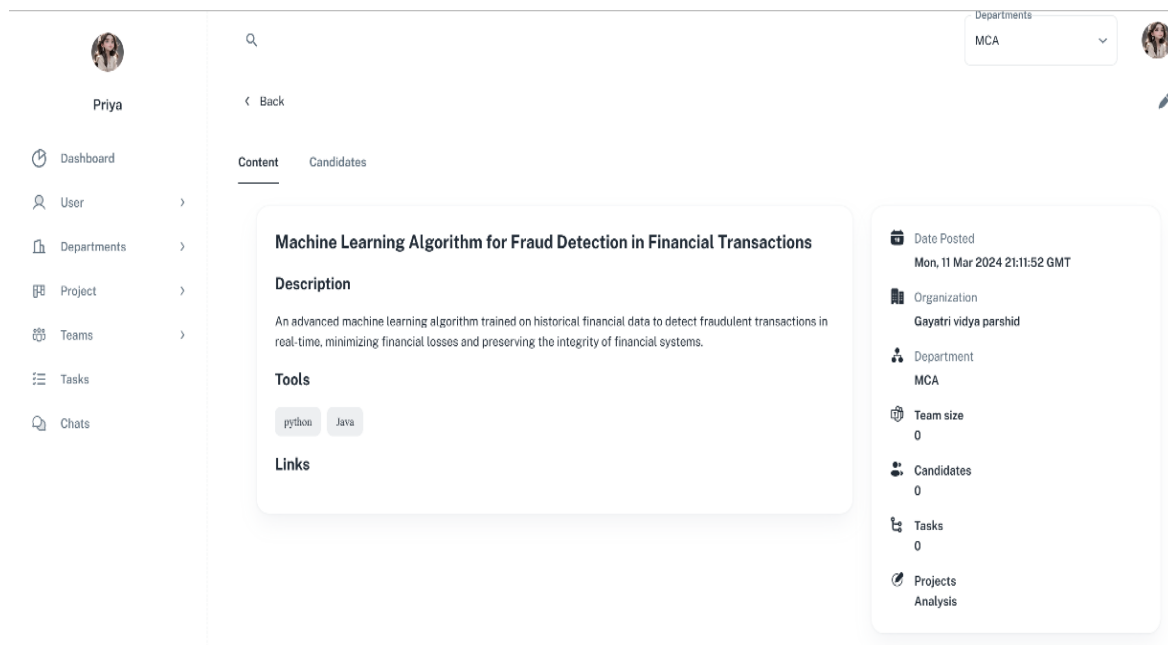 Departments
MCA
Priya
Back
Dashboard
User
Departments
Project
Teams
Tasks
Chats
Content
Candidates
Machine Learning Algorithm for Fraud Detection in Financial Transactions
Description
An advanced machine learning algorithm trained on historical financial data to detect fraudulent transactions in
real-time, minimizing financial losses and preserving the integrity of financial systems.
Tools
python
Java
Links
Date Posted
Mon, 11 Mar 2024 21:11:52 GMT
Organization
Gayatri vidya parshid
Department
MCA
Team size
0
Candidates
0
Tasks
0
Projects
Analysis